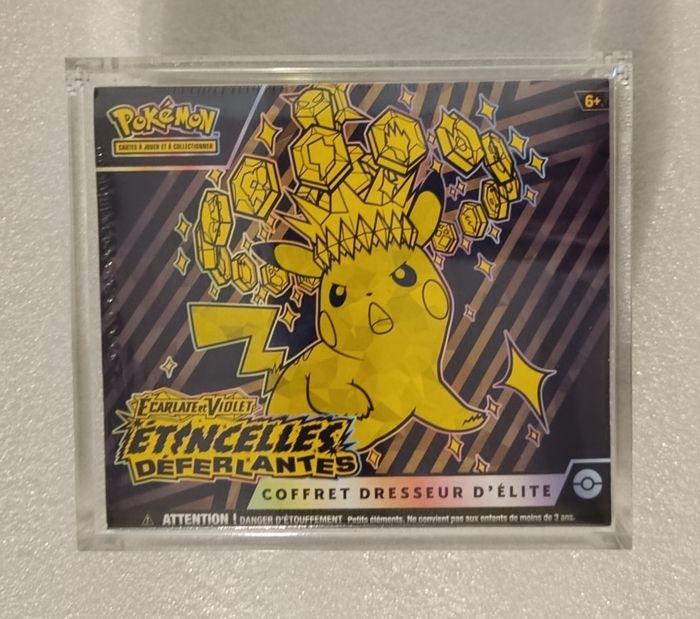 6+
POKéMON
CARTES À JOUER ET À COLLECTIONNER
ÉCARLATE ET VIOLET
ÉTINCELLES
DÉFERLANTES
COFFRET DRESSEUR D'ÉLITE
ATTENTION ! DANGER D'ÉTOUFFEMENT. Petits éléments. Ne convient pas aux enfants de moins de 3 ans.